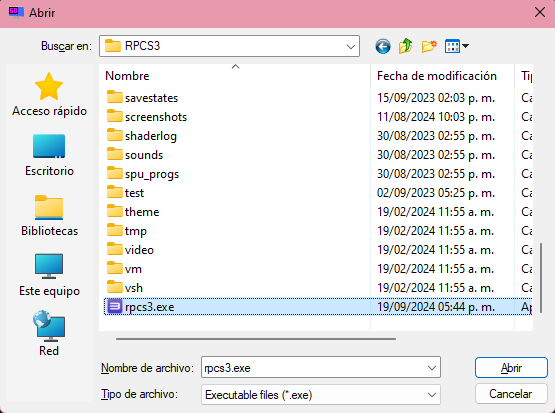 Abrir
Buscar en: RPCS3
Acceso rápido
Escritorio
Bibliotecas
Este equipo
Red
Nombre Fecha de modificación Tip
savestates 15/09/2023 02:03 p. m. Ca
screenshots 11/08/2024 10:03 p. m. Ca
shaderlog 30/08/2023 02:55 p. m. Ca
sounds 30/08/2023 02:55 p. m. Ca
spu_progs 30/08/2023 02:55 p. m. Ca
test 02/09/2023 05:25 p. m. Ca
theme 19/02/2024 11:55 a. m. Ca
tmp 19/02/2024 11:55 a. m. Ca
video 19/02/2024 11:55 a. m. Ca
vm 19/02/2024 11:55 a. m. Ca
vsh 19/02/2024 11:55 a. m. Ca
rpcs3.exe 19/09/2024 05:44 p. m. Ap
Nombre de archivo: rpcs3.exe Abrir
Tipo de archivo: Executable files (*.exe) Cancelar